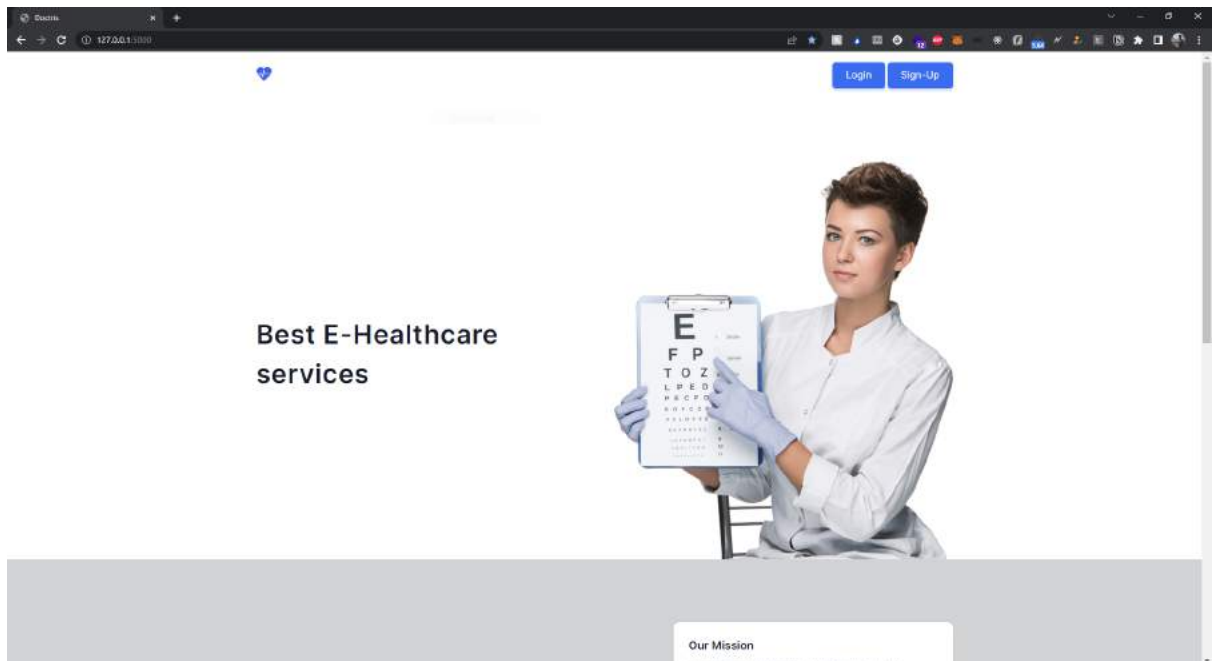 Doctris
127.0.0.1:5000
Login
Sign-Up
Best E-Healthcare
services
E
F P
T O Z
L P E D
Our Mission